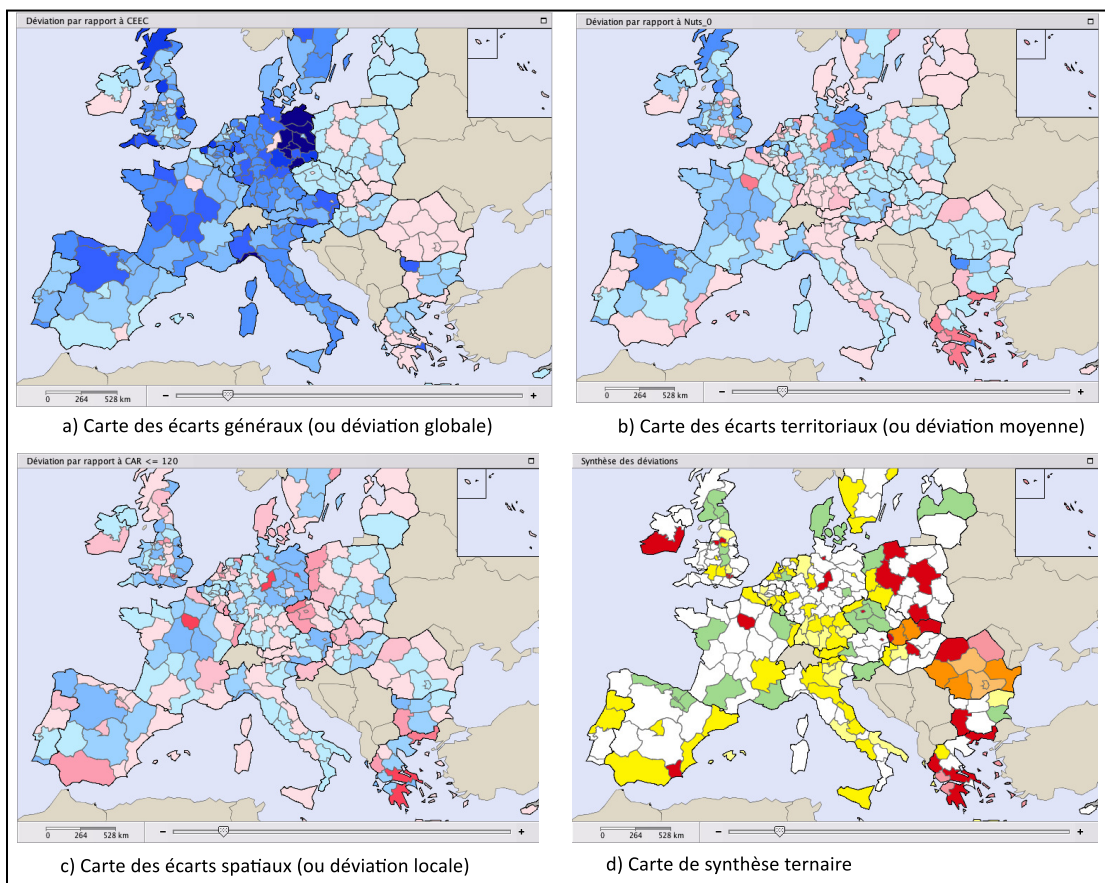 Déviation par rapport à CEEC
0 264 528 km
− +
a) Carte des écarts généraux (ou déviation globale)
Déviation par rapport à Nuts_0
0 264 528 km
− +
b) Carte des écarts territoriaux (ou déviation moyenne)
Déviation par rapport à CAR <= 120
0 264 528 km
− +
c) Carte des écarts spatiaux (ou déviation locale)
Synthèse des déviations
0 264 528 km
− +
d) Carte de synthèse ternaire